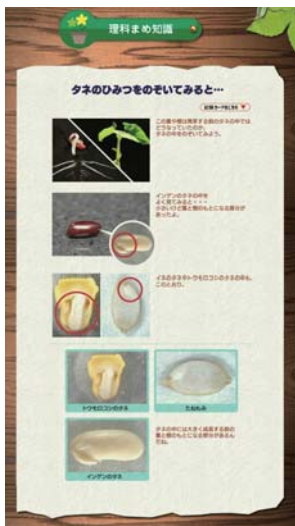 理科まめ知識
タネのひみつをのぞいてみると…
この葉や根は発芽する前のタネの中では
どうなっていたのか、
タネの中をのぞいてみよう。
インゲンのタネの中を
よく見てみると・・・
小さいけど葉と根のもとになる部分が
あったよ。
イネのタネやトウモロコシのタネの中も、
このとおり。
トウモロコシのタネ
たねもみ
インゲンのタネ
タネの中には大きく成長する前の
葉と根のもとになる部分があるん
だね。